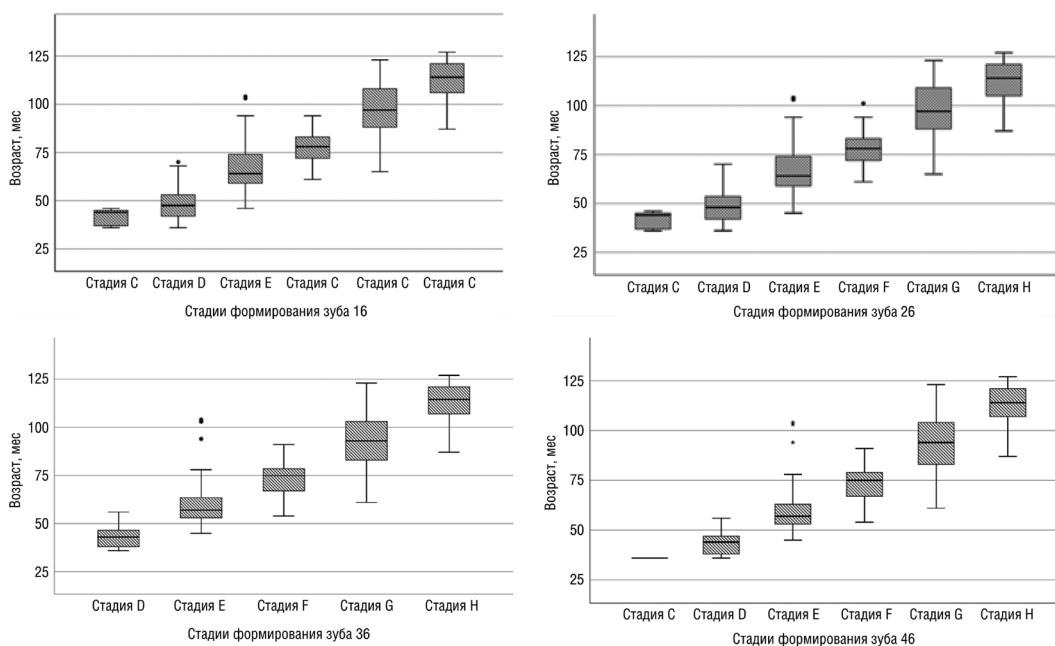 Возраст, мес
125
100
75
50
25
Стадия C Стадия D Стадия E Стадия C Стадия C Стадия C
Стадии формирования зуба 16
Возраст, мес
125
100
75
50
25
Стадия C Стадия D Стадия E Стадия F Стадия G Стадия H
Стадия формирования зуба 26
Возраст, мес
125
100
75
50
25
Стадия D Стадия E Стадия F Стадия G Стадия H
Стадии формирования зуба 36
Возраст, мес
125
100
75
50
25
Стадия C Стадия D Стадия E Стадия F Стадия G Стадия H
Стадия формирования зуба 46